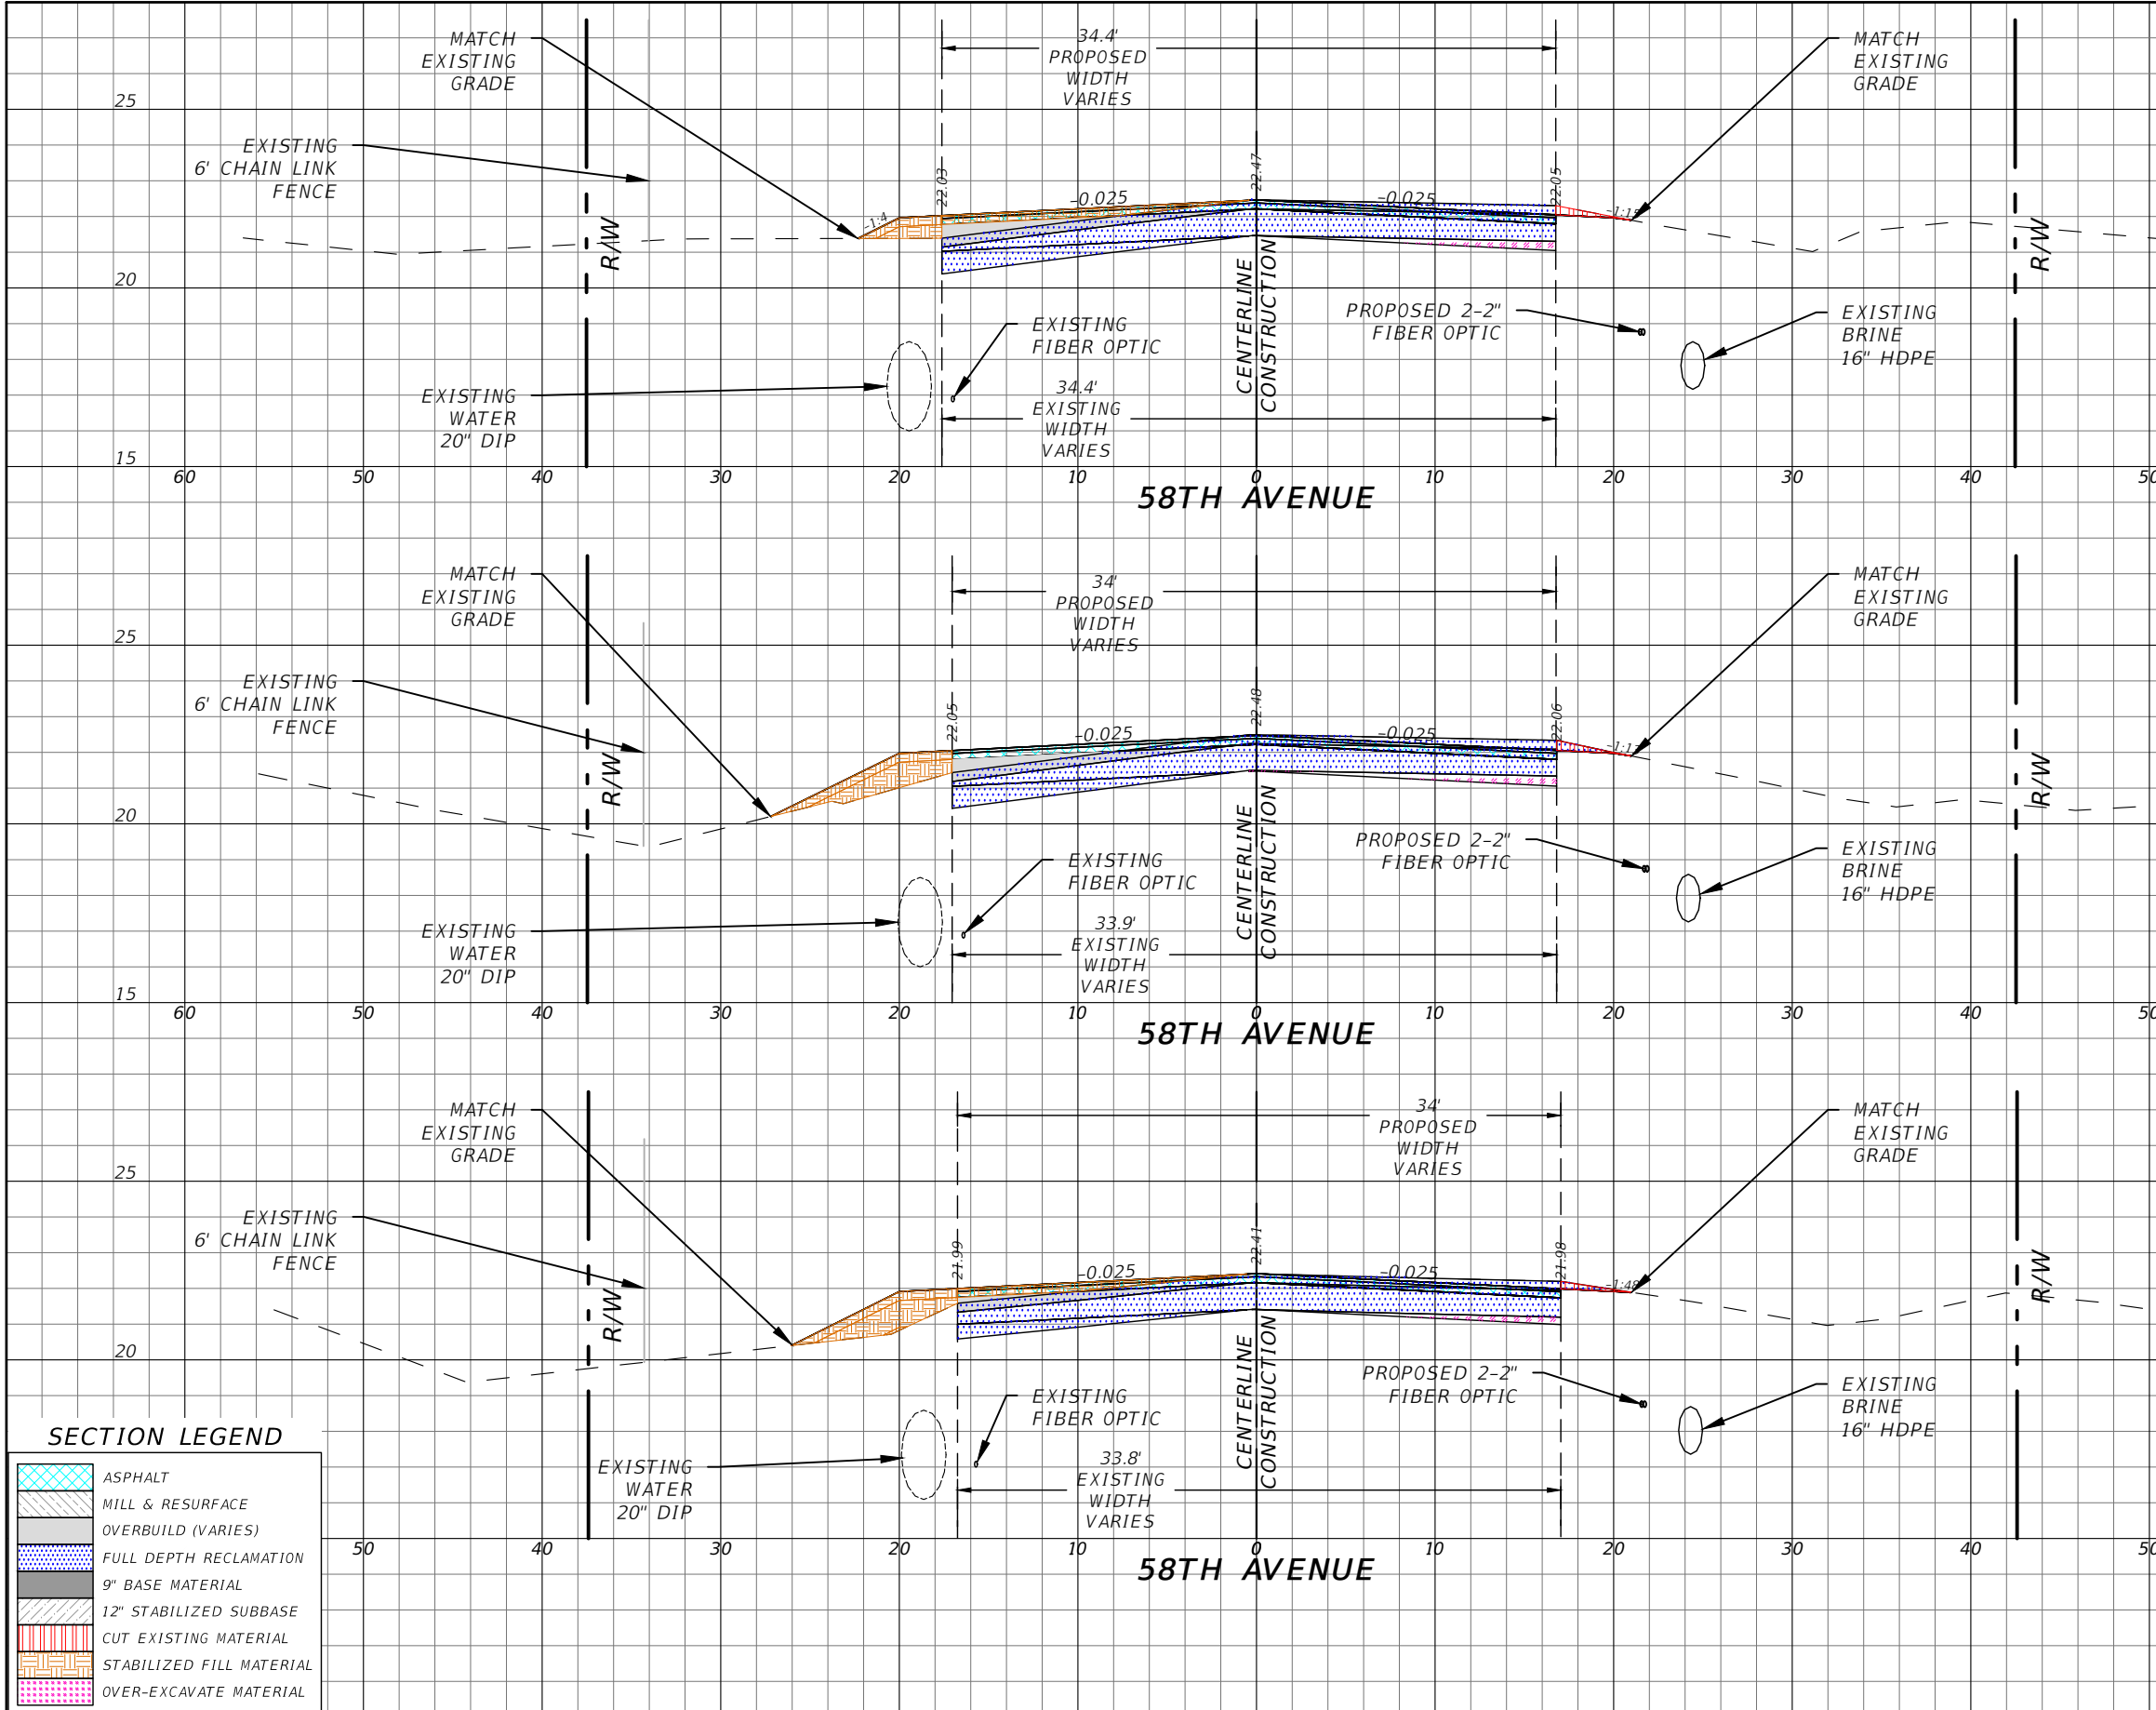 MATCH
EXISTING
GRADE
34.4'
PROPOSED
WIDTH
VARIES
MATCH
EXISTING
GRADE
25
EXISTING
6' CHAIN LINK
FENCE
22.03
22.47
22.05
-1:4
-0.025
-0.025
R/W
R/W
20
EXISTING
FIBER OPTIC
CENTERLINE
CONSTRUCTION
PROPOSED 2-2"
FIBER OPTIC
EXISTING
BRINE
16" HDPE
EXISTING
WATER
20" DIP
34.4'
EXISTING
WIDTH
VARIES
15
60 50 40 30 20 10 0 10 20 30 40
58TH AVENUE
MATCH
EXISTING
GRADE
34'
PROPOSED
WIDTH
VARIES
MATCH
EXISTING
GRADE
25
EXISTING
6' CHAIN LINK
FENCE
22.05
22.48
22.06
-0.025
-0.025
R/W
R/W
20
EXISTING
FIBER OPTIC
CENTERLINE
CONSTRUCTION
PROPOSED 2-2"
FIBER OPTIC
EXISTING
BRINE
16" HDPE
EXISTING
WATER
20" DIP
33.9'
EXISTING
WIDTH
VARIES
15
60 50 40 30 20 10 0 10 20 30 40
58TH AVENUE
MATCH
EXISTING
GRADE
34'
PROPOSED
WIDTH
VARIES
MATCH
EXISTING
GRADE
25
EXISTING
6' CHAIN LINK
FENCE
21.99
22.41
21.98
-0.025
-0.025
-1:48
R/W
R/W
20
EXISTING
FIBER OPTIC
CENTERLINE
CONSTRUCTION
PROPOSED 2-2"
FIBER OPTIC
EXISTING
BRINE
16" HDPE
EXISTING
WATER
20" DIP
33.8'
EXISTING
WIDTH
VARIES
50 40 30 20 10 0 10 20 30 40
58TH AVENUE
SECTION LEGEND
ASPHALT
MILL & RESURFACE
OVERBUILD (VARIES)
FULL DEPTH RECLAMATION
9" BASE MATERIAL
12" STABILIZED SUBBASE
CUT EXISTING MATERIAL
STABILIZED FILL MATERIAL
OVER-EXCAVATE MATERIAL